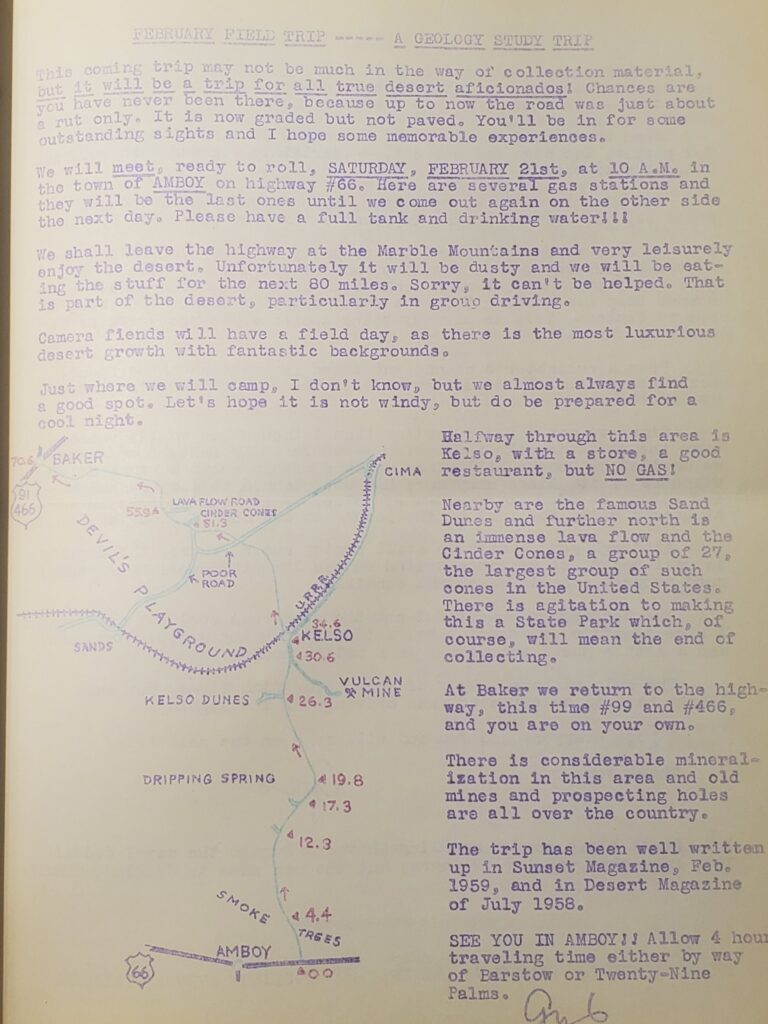 FEBRUARY FIELD TRIP ----- A GEOLOGY STUDY TRIP
This coming trip may not be much in the way of collection material,
but it will be a trip for all true desert aficionados! Chances are
you have never been there, because up to now the road was just about
a rut only. It is now graded but not paved. You'll be in for some
outstanding sights and I hope some memorable experiences.
We will meet, ready to roll, SATURDAY, FEBRUARY 21st, at 10 A.M. in
the town of AMBOY on highway #66. Here are several gas stations and
they will be the last ones until we come out again on the other side
the next day. Please have a full tank and drinking water!!!
We shall leave the highway at the Marble Mountains and very leisurely
enjoy the desert. Unfortunately it will be dusty and we will be eat-
ing the stuff for the next 80 miles. Sorry, it can't be helped. That
is part of the desert, particularly in group driving.
Camera fiends will have a field day, as there is the most luxurious
desert growth with fantastic backgrounds.
Just where we will camp, I don't know, but we almost always find
a good spot. Let's hope it is not windy, but do be prepared for a
cool night.
Halfway through this area is
Kelso, with a store, a good
restaurant, but NO GAS!
Nearby are the famous Sand
Dunes and further north is
an immense lava flow and the
Cinder Cones, a group of 27,
the largest group of such
cones in the United States.
There is agitation to making
this a State Park which, of
course, will mean the end of
collecting.
At Baker we return to the high-
way, this time #99 and #466,
and you are on your own.
There is considerable mineral-
ization in this area and old
mines and prospecting holes
are all over the country.
The trip has been well written
up in Sunset Magazine, Feb.
1959, and in Desert Magazine
of July 1958.
SEE YOU IN AMBOY!! Allow 4 hour
traveling time either by way
of Barstow or Twenty-Nine
Palms.
70.6
BAKER
91
466
CIMA
LAVA FLOW ROAD
CINDER CONES
55.9
51.3
DEVIL'S PLAYGROUND
POOR
ROAD
U.P.R.R.
SANDS
34.6
KELSO
30.6
VULCAN
MINE
KELSO DUNES
26.3
DRIPPING SPRING
19.8
17.3
12.3
SMOKE
TREES
4.4
AMBOY
66
00